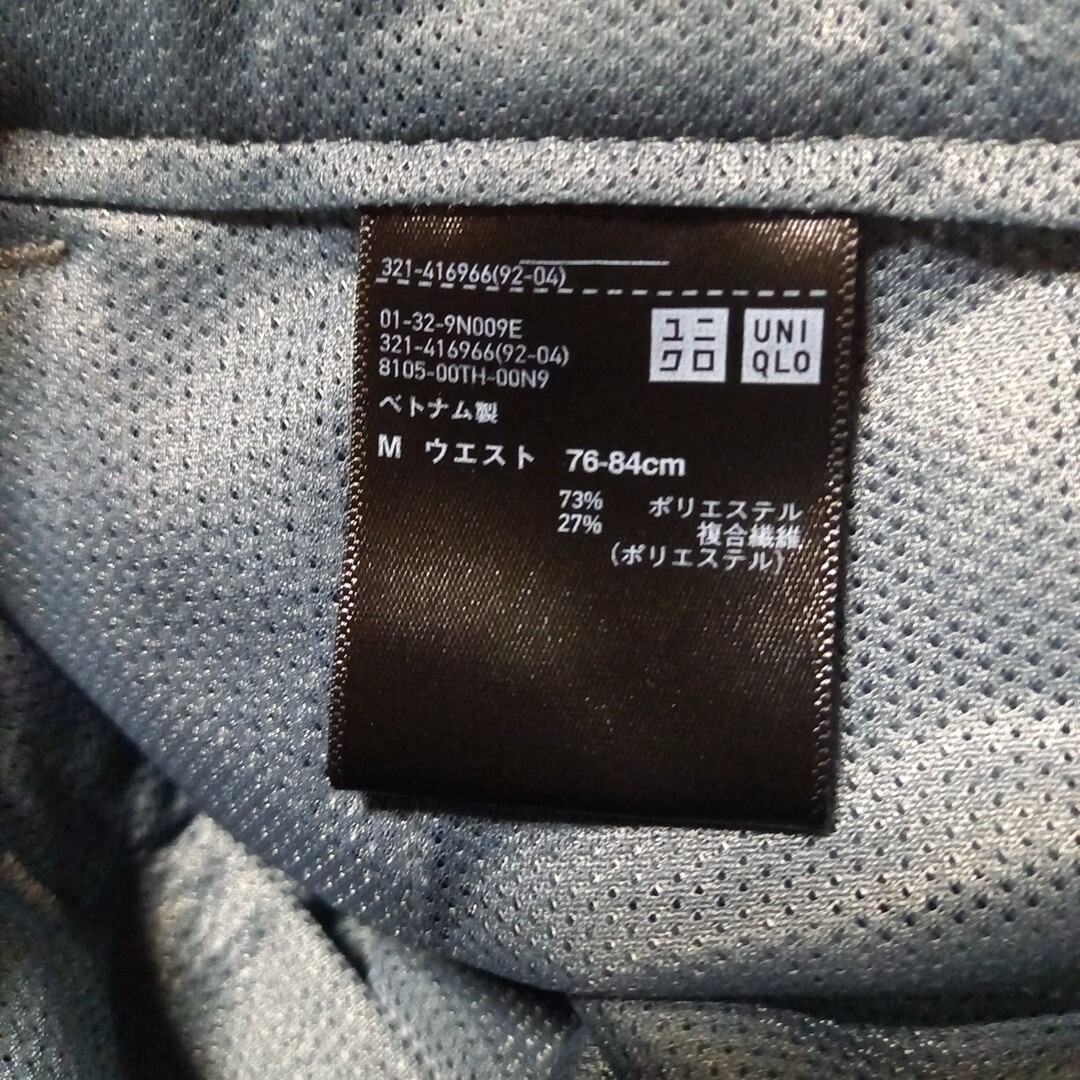 321-416966(92-04)
01-32-9N009E
321-416966(92-04)
8105-00TH-00N9
ユニ
クロ
UNI
QLO
ベトナム製
M ウエスト 76-84cm
73% ポリエステル
27% 複合繊維
(ポリエステル)